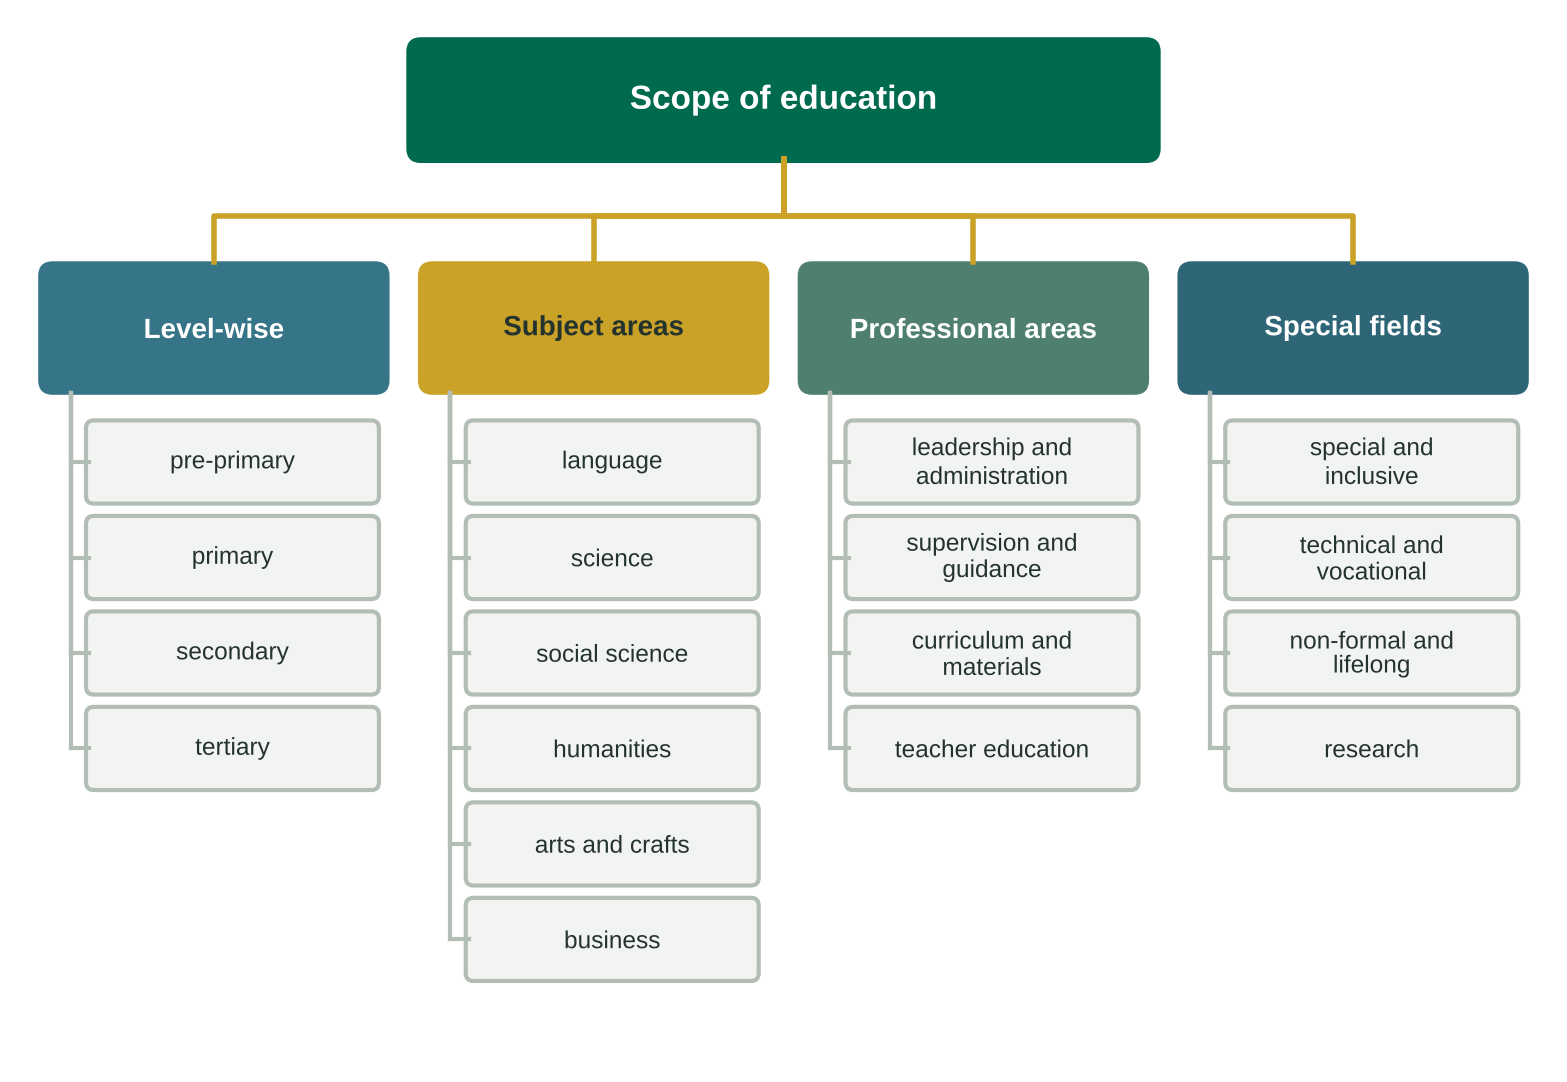 Scope of education
Level-wise
pre-primary
primary
secondary
tertiary
Subject areas
language
science
social science
humanities
arts and crafts
business
Professional areas
leadership and
administration
supervision and
guidance
curriculum and
materials
teacher education
Special fields
special and
inclusive
technical and
vocational
non-formal and
lifelong
research